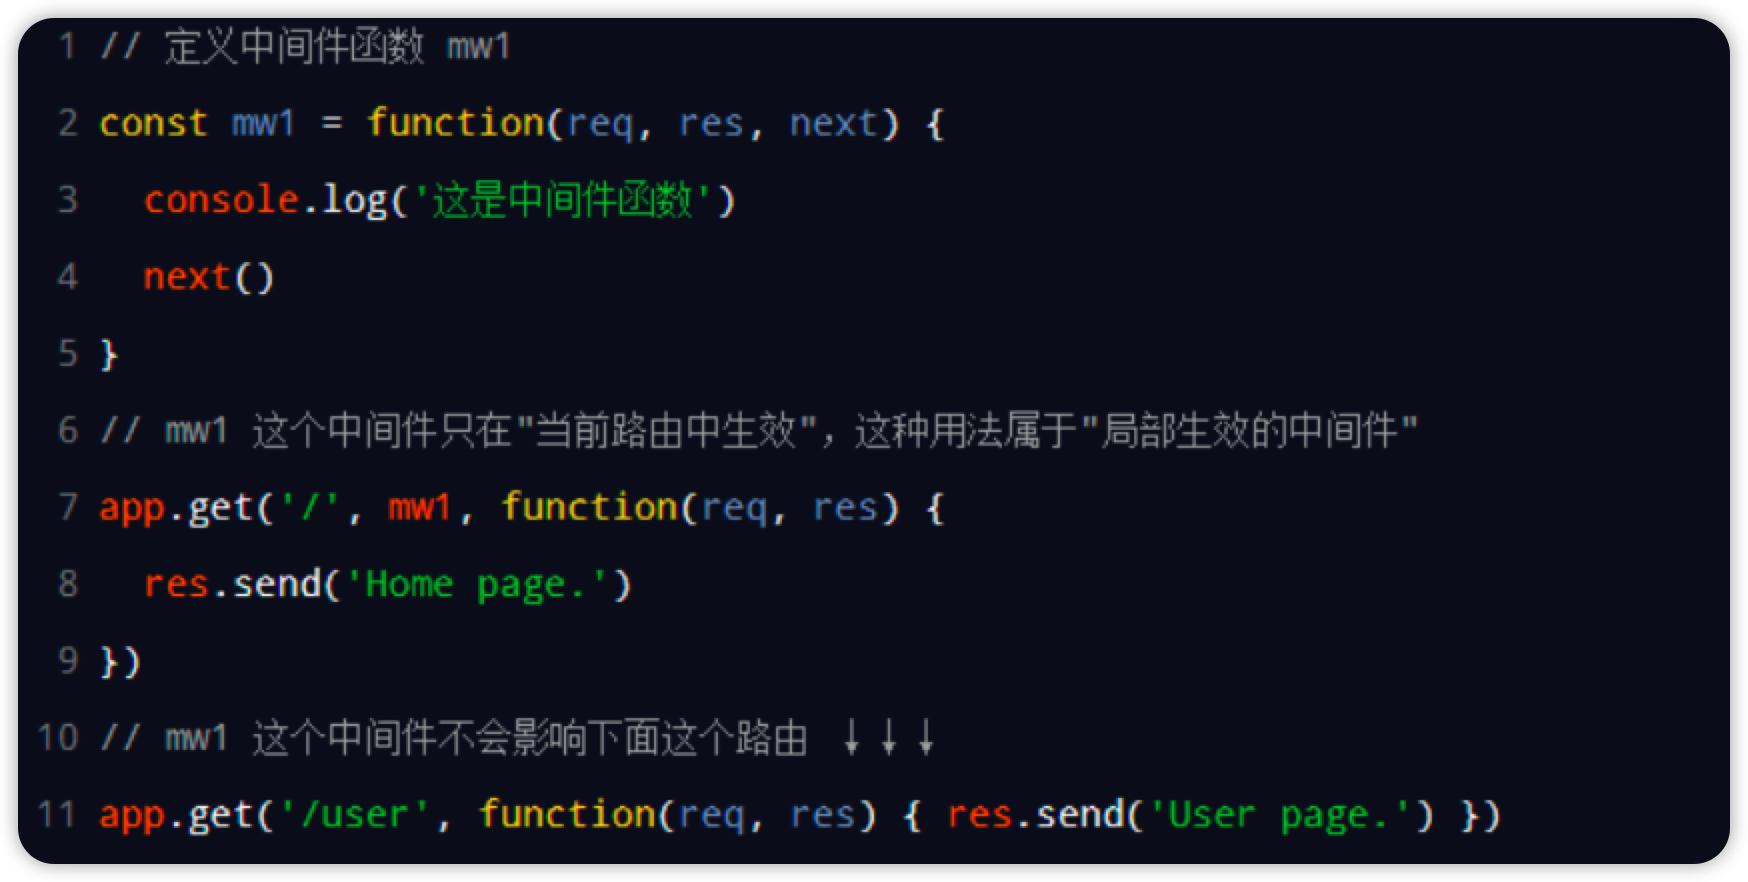 1 // 定义中间件函数 mw1
2 const mw1 = function(req, res, next) {
3   console.log('这是中间件函数')
4   next()
5 }
6 // mw1 这个中间件只在"当前路由中生效"，这种用法属于"局部生效的中间件"
7 app.get('/', mw1, function(req, res) {
8   res.send('Home page.')
9 })
10 // mw1 这个中间件不会影响下面这个路由 ↓↓↓
11 app.get('/user', function(req, res) { res.send('User page.') })